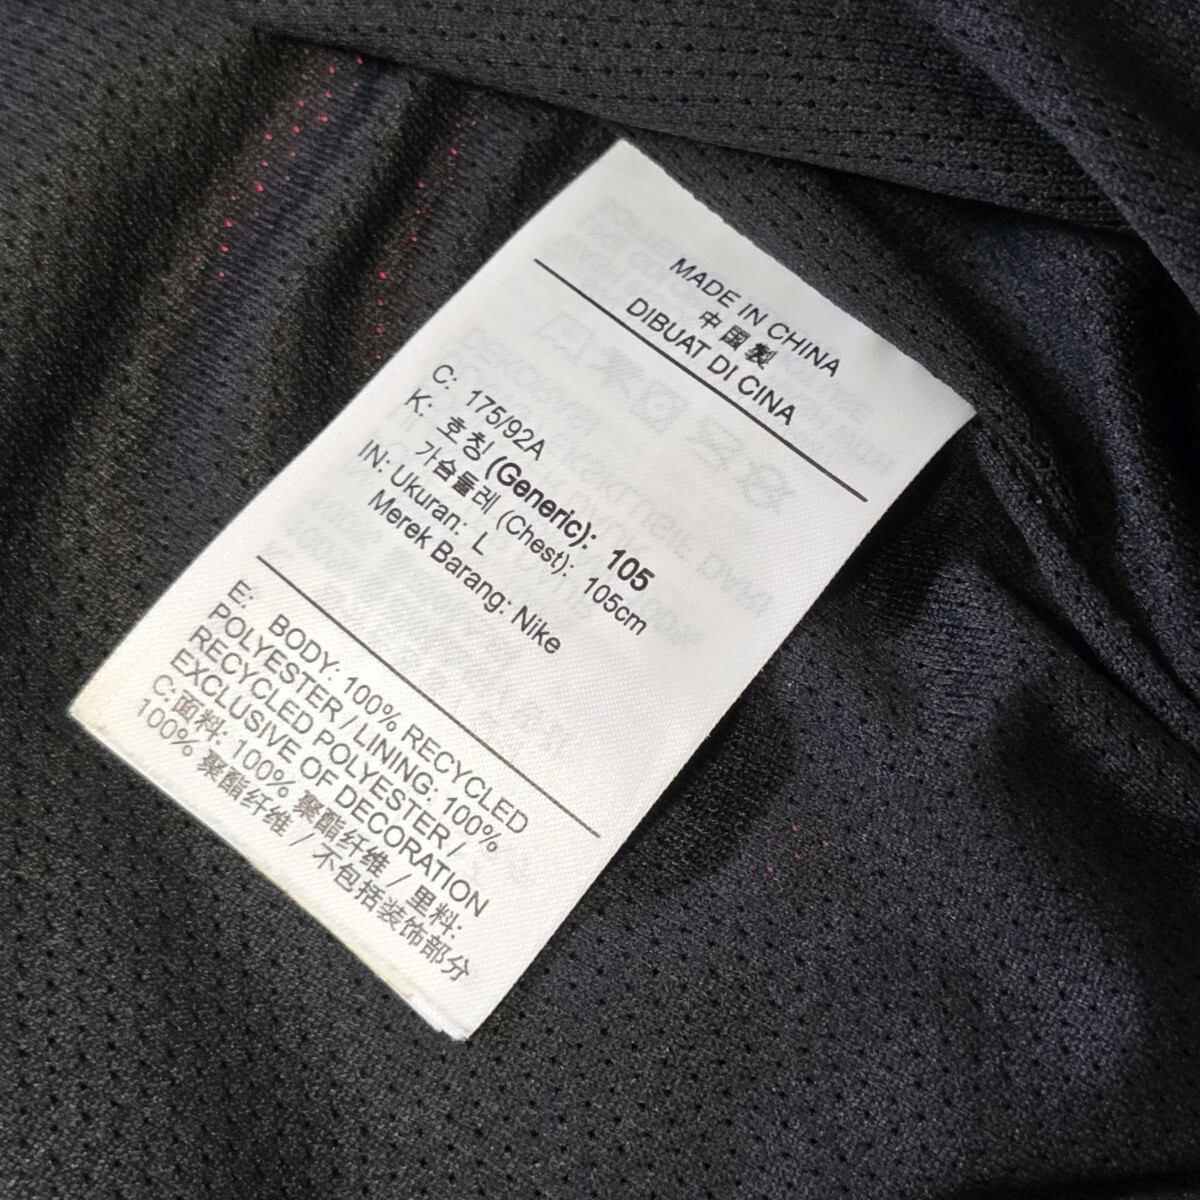 MADE IN CHINA
中国製
DIBUAT DI CINA
C: 175/92A
K: 호칭 (Generic): 105
가슴둘레 (Chest): 105cm
IN: Ukuran: L
Merek Barang: Nike
E: BODY: 100% RECYCLED
POLYESTER / LINING: 100%
RECYCLED POLYESTER /
EXCLUSIVE OF DECORATION
C: 面料: 100% 聚酯纤维 / 里料:
100% 聚酯纤维 / 不包括装饰部分